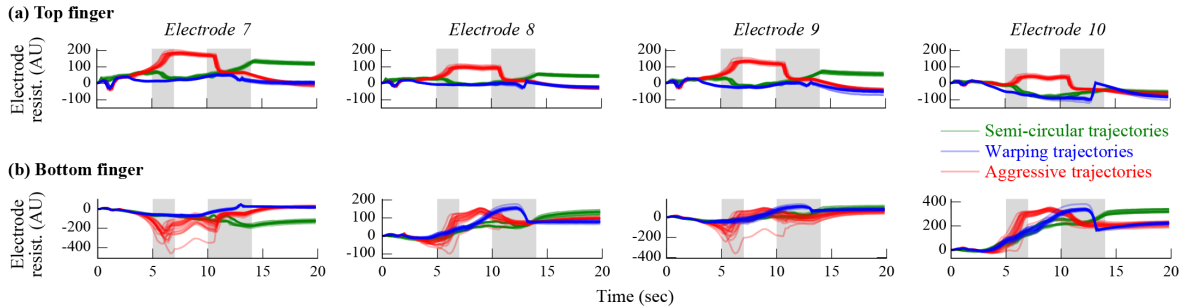 (a) Top finger
Electrode 7 Electrode 8 Electrode 9 Electrode 10
Electrode
resist. (AU)
200
100
0
-100
200
100
0
-100
200
100
0
-100
200
100
0
-100
Semi-circular trajectories
Warping trajectories
Aggressive trajectories
(b) Bottom finger
Electrode
resist. (AU)
0
-200
-400
200
100
0
-100
0
-200
-400
400
200
0
0 5 10 15 20
0 5 10 15 20
0 5 10 15 20
0 5 10 15 20
Time (sec)